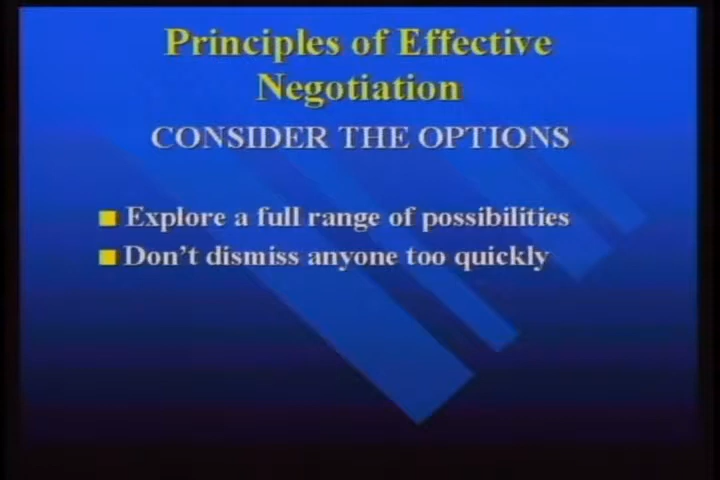 Principles of Effective
Negotiation
CONSIDER THE OPTIONS
Explore a full range of possibilities
Don't dismiss anyone too quickly